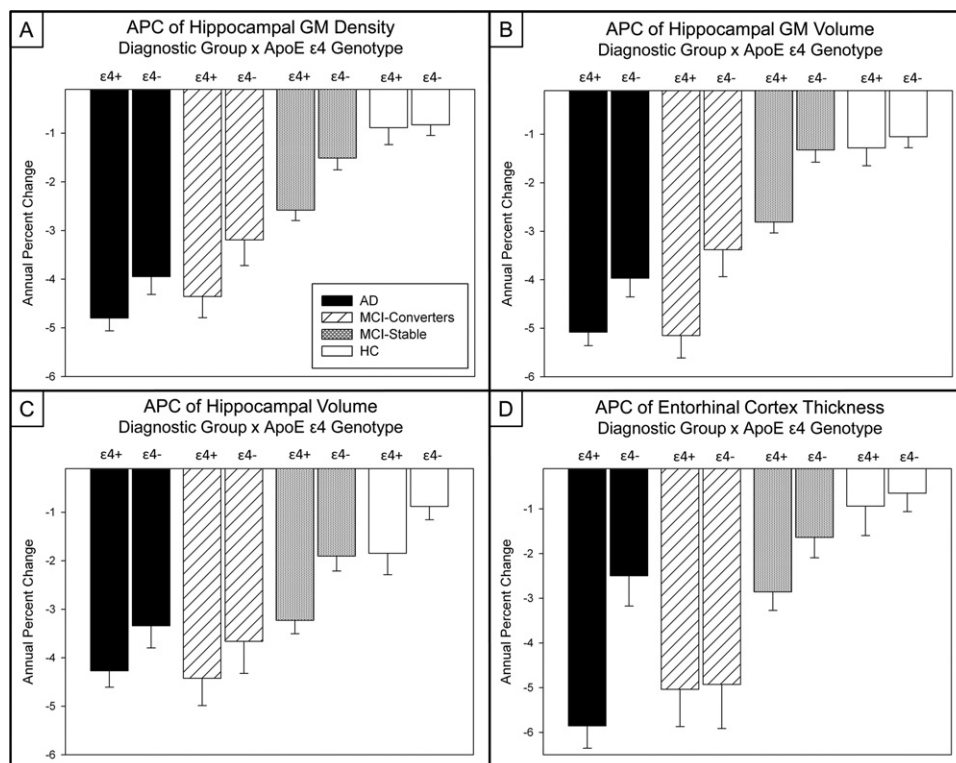 A
APC of Hippocampal GM Density
Diagnostic Group x ApoE ε4 Genotype
ε4+ ε4- ε4+ ε4- ε4+ ε4- ε4+ ε4-
Annual Percent Change
-1
-2
-3
-4
-5
-6
AD
MCI-Converters
MCI-Stable
HC
B
APC of Hippocampal GM Volume
Diagnostic Group x ApoE ε4 Genotype
ε4+ ε4- ε4+ ε4- ε4+ ε4- ε4+ ε4-
Annual Percent Change
-1
-2
-3
-4
-5
-6
C
APC of Hippocampal Volume
Diagnostic Group x ApoE ε4 Genotype
ε4+ ε4- ε4+ ε4- ε4+ ε4- ε4+ ε4-
Annual Percent Change
-1
-2
-3
-4
-5
-6
D
APC of Entorhinal Cortex Thickness
Diagnostic Group x ApoE ε4 Genotype
ε4+ ε4- ε4+ ε4- ε4+ ε4- ε4+ ε4-
Annual Percent Change
-1
-2
-3
-4
-5
-6